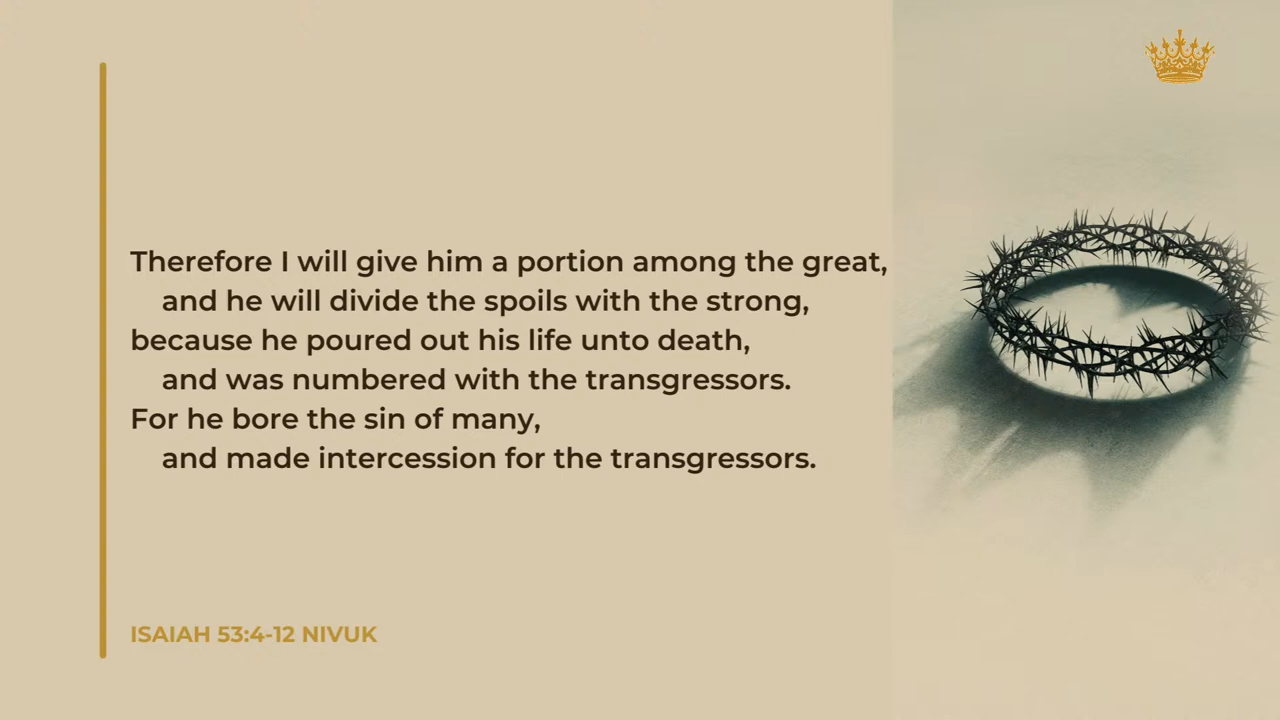 Therefore I will give him a portion among the great,
and he will divide the spoils with the strong,
because he poured out his life unto death,
and was numbered with the transgressors.
For he bore the sin of many,
and made intercession for the transgressors.
ISAIAH 53:4-12 NIVUK